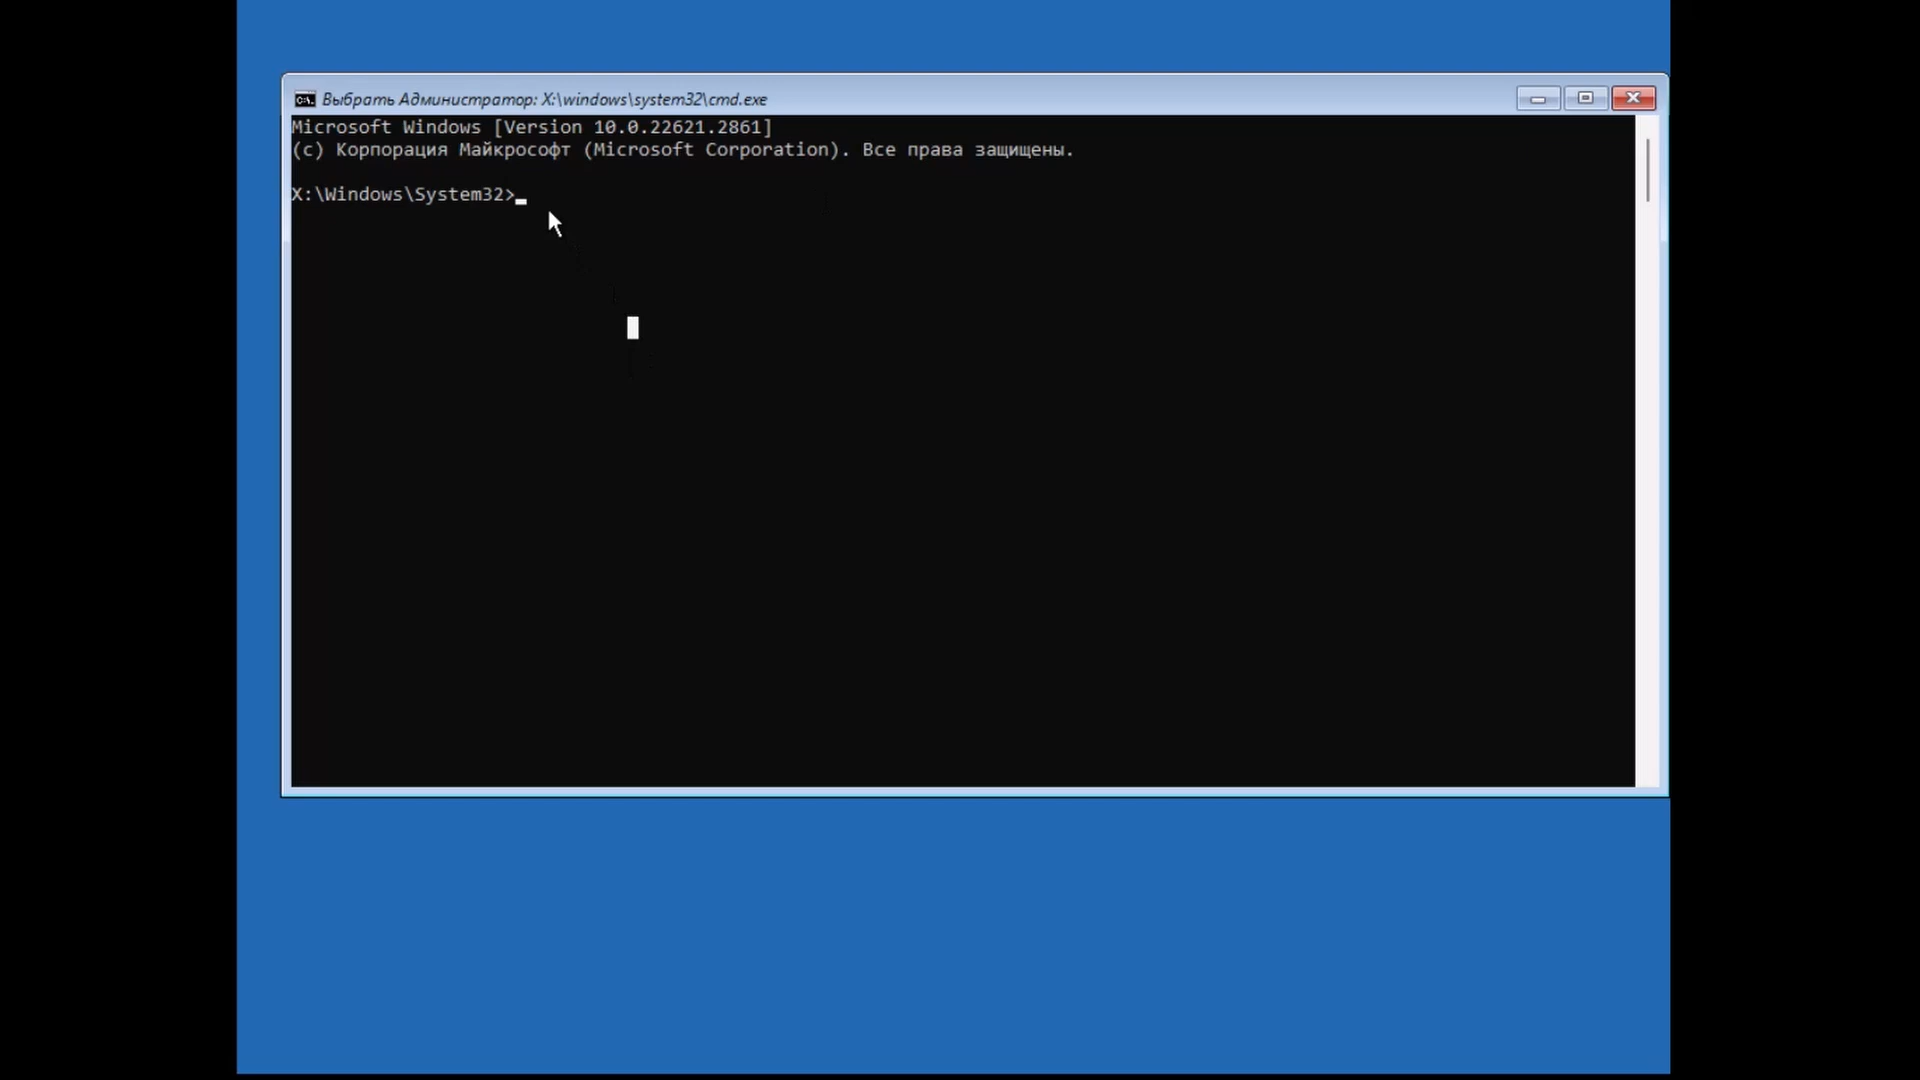 Выбрать Администратор: X:\windows\system32\cmd.exe
Microsoft Windows [Version 10.0.22621.2861]
(c) Корпорация Майкрософт (Microsoft Corporation). Все права защищены.
X:\Windows\System32>